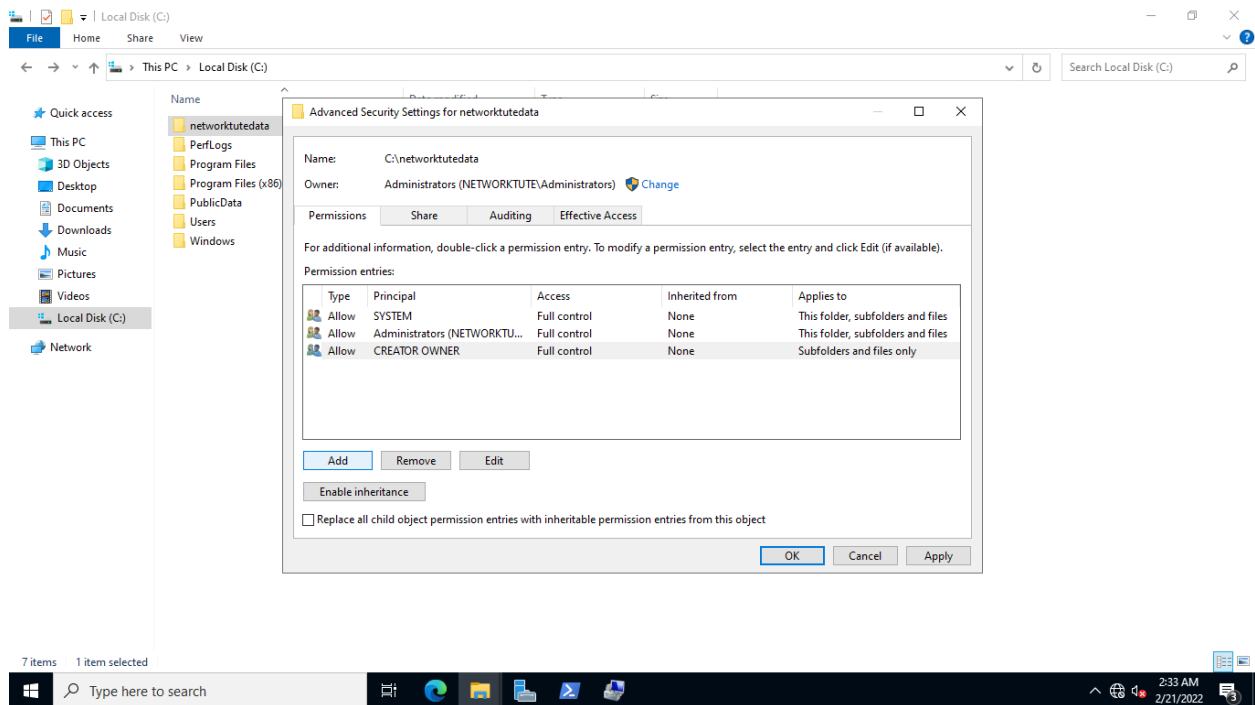 Local Disk (C:)
File Home Share View
This PC > Local Disk (C:)
Search Local Disk (C:)
Name
Quick access
This PC
3D Objects
Desktop
Documents
Downloads
Music
Pictures
Videos
Local Disk (C:)
Network
networktutedata
PerfLogs
Program Files
Program Files (x86)
PublicData
Users
Windows
Advanced Security Settings for networktutedata
Name: C:\networktutedata
Owner: Administrators (NETWORKTUTE\Administrators) Change
Permissions Share Auditing Effective Access
For additional information, double-click a permission entry. To modify a permission entry, select the entry and click Edit (if available).
Permission entries:
Type Principal Access Inherited from Applies to
Allow SYSTEM Full control None This folder, subfolders and files
Allow Administrators (NETWORKTU... Full control None This folder, subfolders and files
Allow CREATOR OWNER Full control None Subfolders and files only
Add Remove Edit
Enable inheritance
Replace all child object permission entries with inheritable permission entries from this object
OK Cancel Apply
7 items 1 item selected
Type here to search
2:33 AM
2/21/2022
3